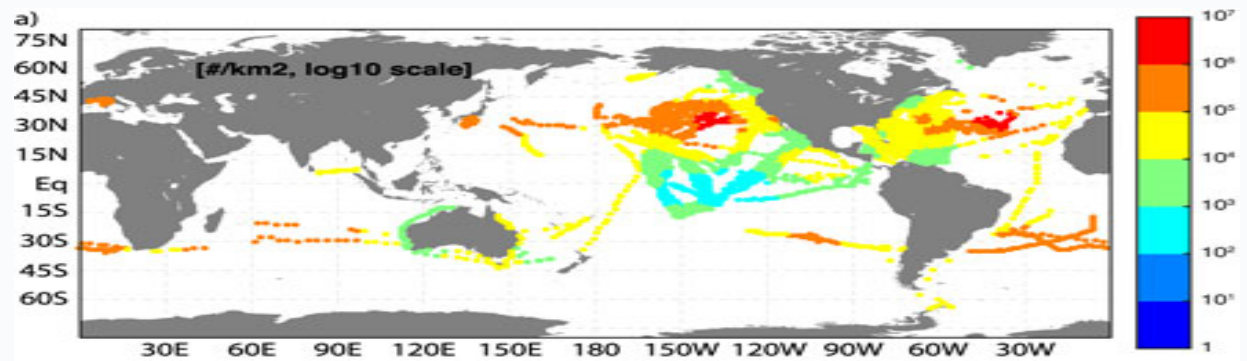 a)
[#/km2, log10 scale]
75N
60N
45N
30N
15N
Eq
15S
30S
45S
60S
30E 60E 90E 120E 150E 180 150W 120W 90W 60W 30W
10⁷
10⁶
10⁵
10⁴
10³
10²
10¹
1